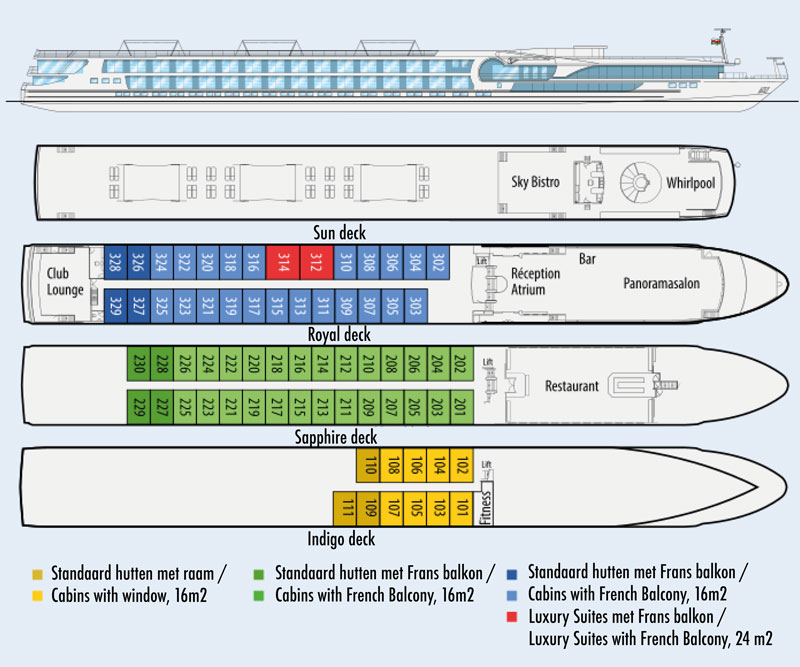 Sky Bistro
Bar
Whirlpool
Sun deck
328 326 324 322 320 318 316 314 312 310 308 306 304 302
Club
Lounge
Lift
Réception
Atrium
Bar
Panoramasalon
329 327 325 323 321 319 317 315 313 311 309 307 305 303
Royal deck
220 228 226 224 222 220 218 216 214 212 210 208 206 204 202
Lift
Restaurant
229 227 225 223 221 219 217 215 213 211 209 207 205 203 201
Sapphire deck
110 108 106 104 102
Lift
111 109 107 105 103 101
Fitness
Indigo deck
Standaard hutten met raam /
Cabins with window, 16m2
Standaard hutten met Frans balkon /
Cabins with French Balcony, 16m2
Standaard hutten met Frans balkon /
Cabins with French Balcony, 16m2
Luxury Suites met Frans balkon /
Luxury Suites with French Balcony, 24 m2